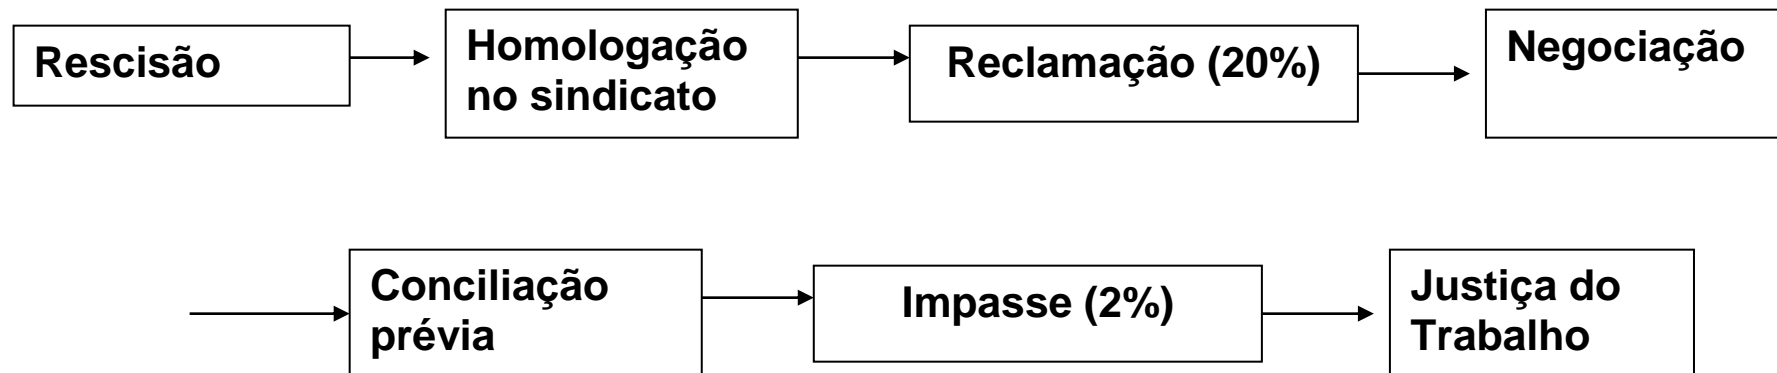 Rescisão
Homologação
no sindicato
Reclamação (20%)
Negociação
Conciliação
prévia
Impasse (2%)
Justiça do
Trabalho